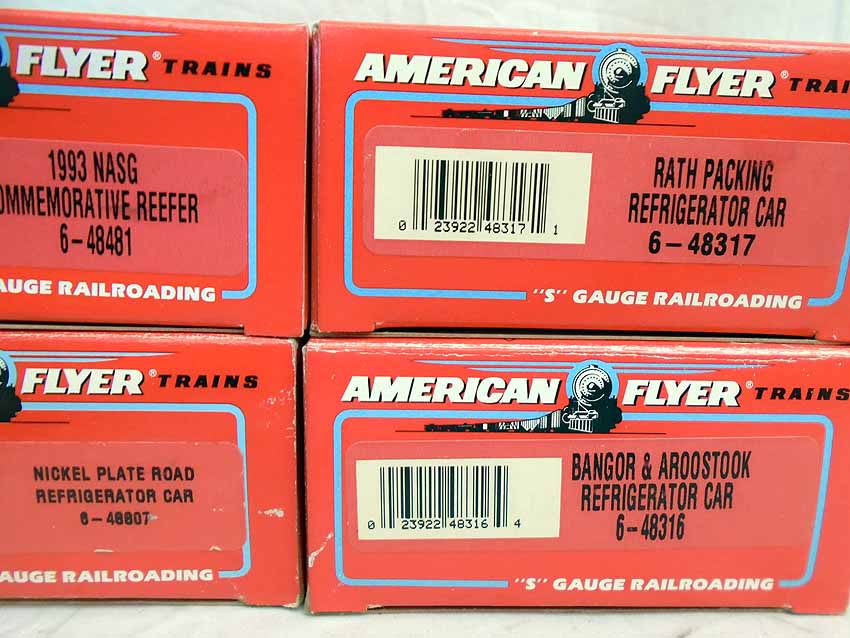 FLYER® TRAINS
1993 NASG
OMMEMORATIVE REEFER
6-48481
AUGE RAILROADING
AMERICAN FLYER® TRAI
0 23922 48317 1
RATH PACKING
REFRIGERATOR CAR
6-48317
"S" GAUGE RAILROADING
FLYER® TRAINS
NICKEL PLATE ROAD
REFRIGERATOR CAR
AUGE RAILROADING
AMERICAN FLYER® TRAINS
0 23922 48316 4
BANGOR & AROOSTOOK
REFRIGERATOR CAR
6-48316
"S" GAUGE RAILROADING